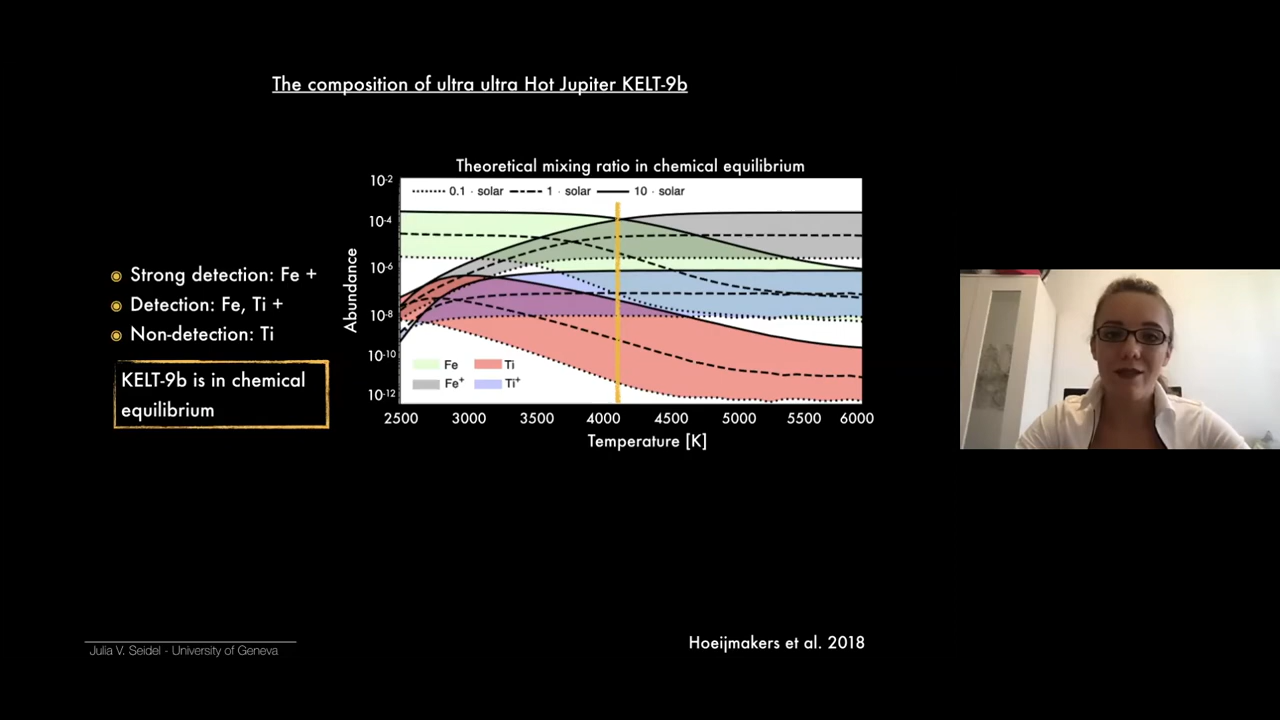 The composition of ultra ultra Hot Jupiter KELT-9b
Strong detection: Fe +
Detection: Fe, Ti +
Non-detection: Ti
KELT-9b is in chemical
equilibrium
Theoretical mixing ratio in chemical equilibrium
0.1 · solar 1 · solar 10 · solar
Abundance
10-2
10-4
10-6
10-8
10-10
10-12
Fe Ti
Fe+ Ti+
2500 3000 3500 4000 4500 5000 5500 6000
Temperature [K]
Julia V. Seidel - University of Geneva
Hoeijmakers et al. 2018